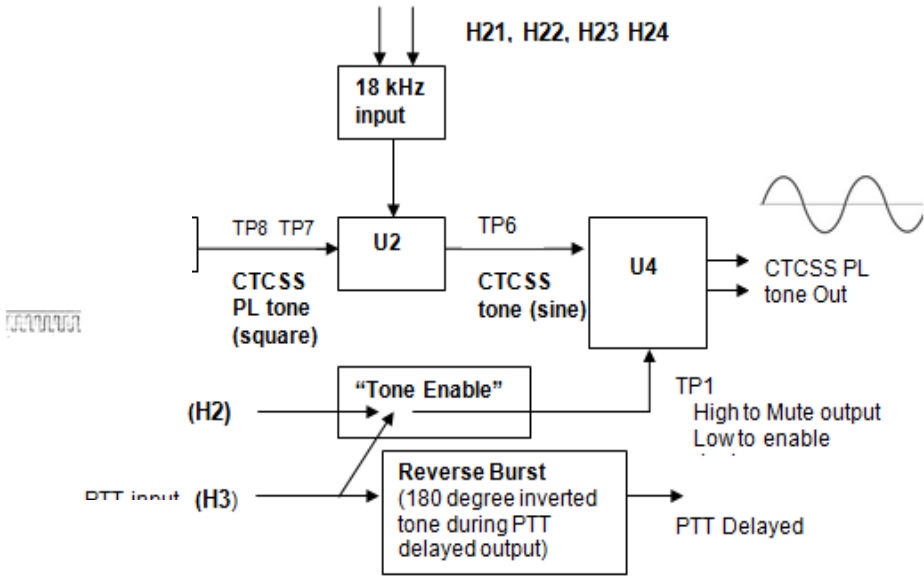 H21, H22, H23 H24
18 kHz
input
TP8 TP7
U2
TP6
U4
CTCSS
PL tone
(square)
CTCSS
tone (sine)
CTCSS PL
tone Out
"Tone Enable"
(H2)
TP1
High to Mute output
Low to enable
PTT input (H3)
Reverse Burst
(180 degree inverted
tone during PTT
delayed output)
PTT Delayed